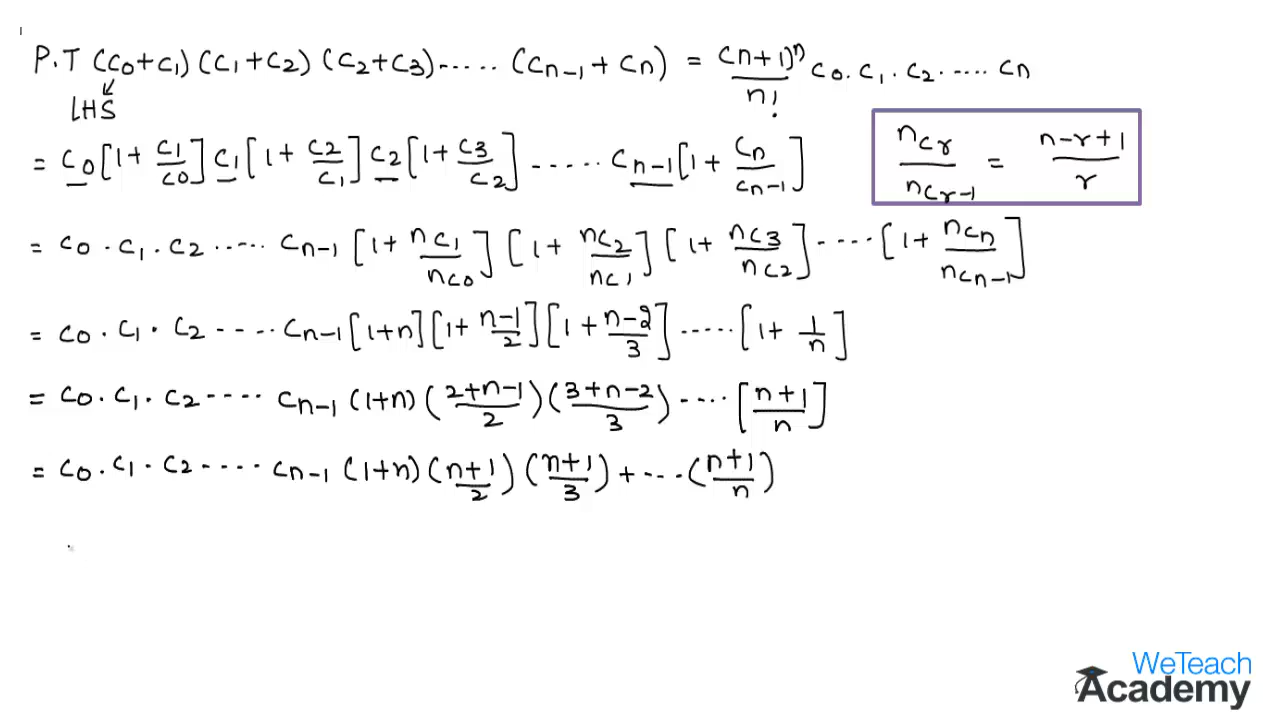 P.T (C0+C1)(C1+C2)(C2+C3)..... (Cn-1+Cn) = (n+1)^n / n! C0.C1.C2..... Cn
LHS
= C0[1+C1/C0] C1[1+C2/C1] C2[1+C3/C2]...... Cn-1[1+Cn/Cn-1]
nCr/nCr-1 = n-r+1/r
= C0.C1.C2...... Cn-1 [1+nC1/nC0] [1+nC2/nC1] [1+nC3/nC2]..... [1+nCn/nCn-1]
= C0.C1.C2..... Cn-1[1+n][1+n-1/2][1+n-2/3]..... [1+1/n]
= C0.C1.C2..... Cn-1 (1+n)(2+n-1/2)(3+n-2/3).... [n+1/n]
= C0.C1.C2..... Cn-1 (1+n)(n+1/2)(n+1/3)+...(n+1/n)
WeTeach
Academy